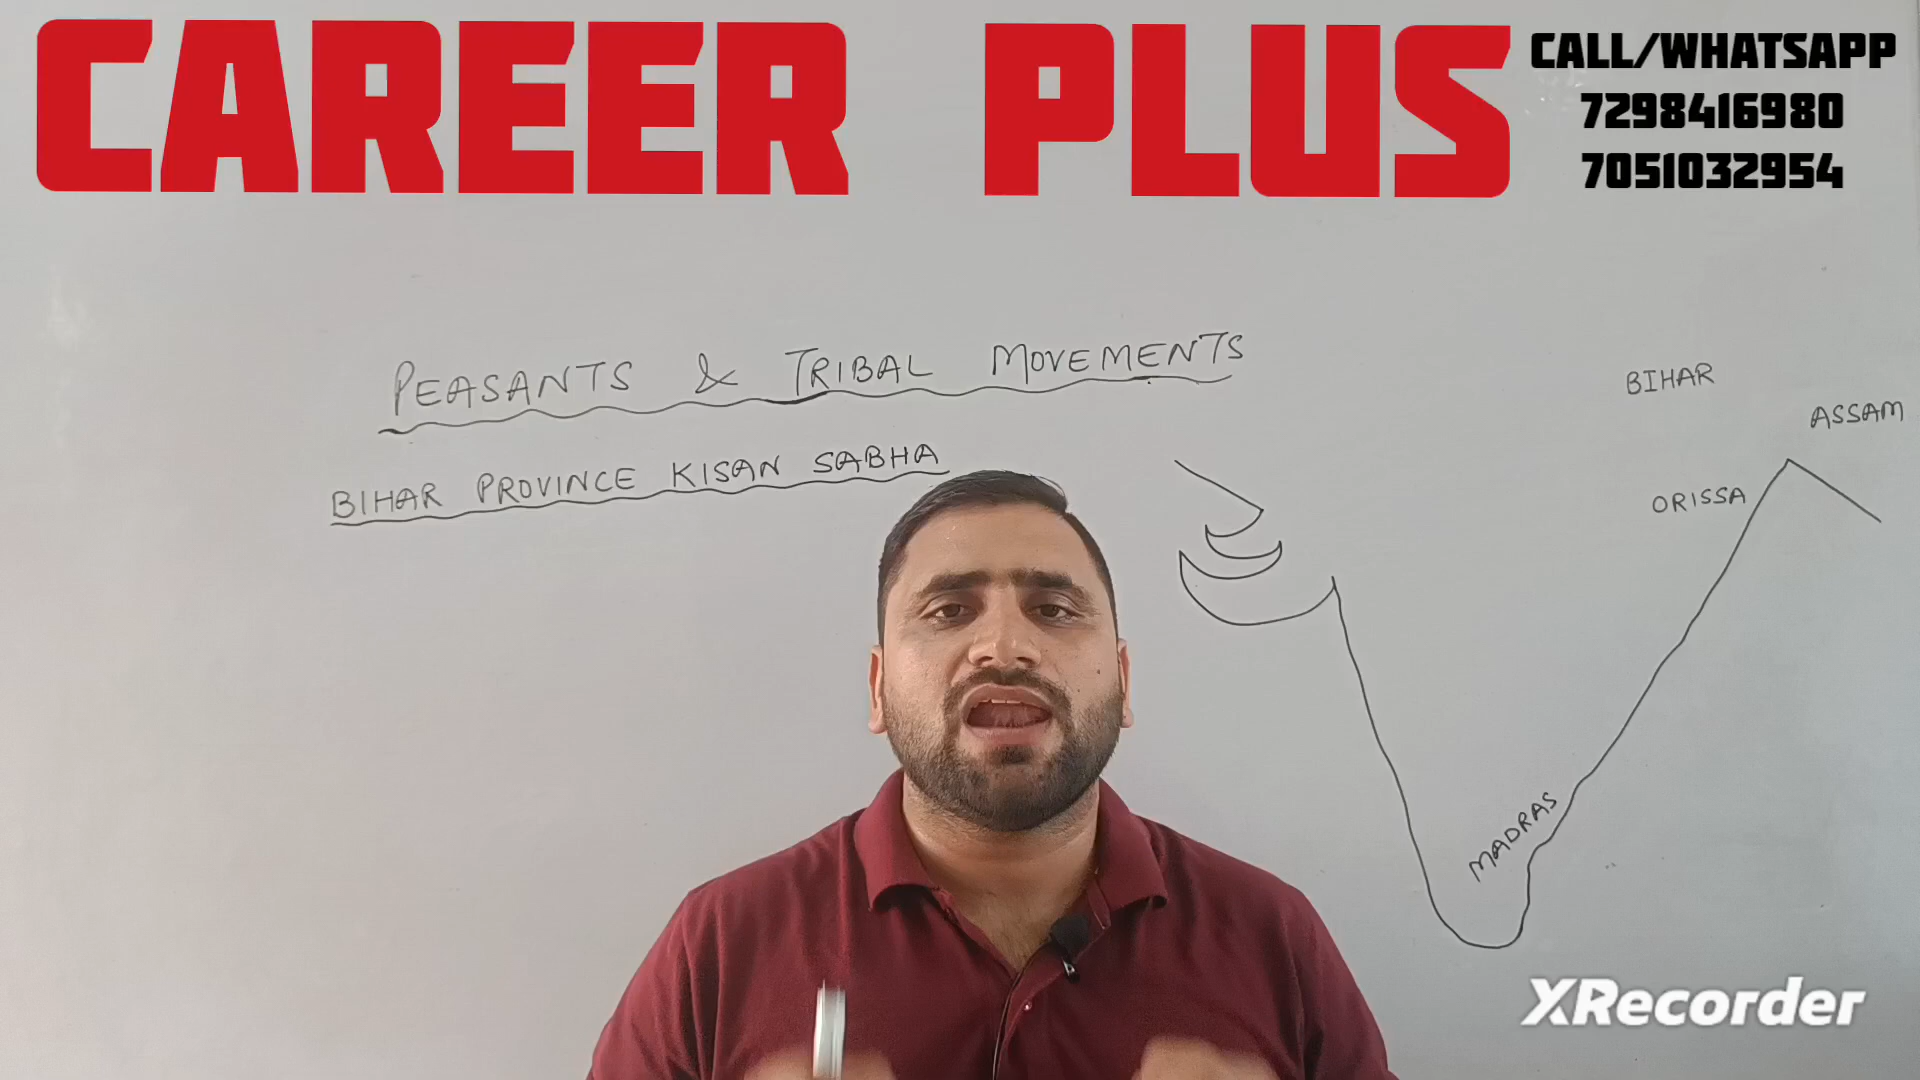 CAREER PLUS
CALL/WHATSAPP
7298416980
7051032954
PEASANTS & TRIBAL MOVEMENTS
BIHAR PROVINCE KISAN SABHA
BIHAR
ASSAM
ORISSA
MADRAS
XRecorder